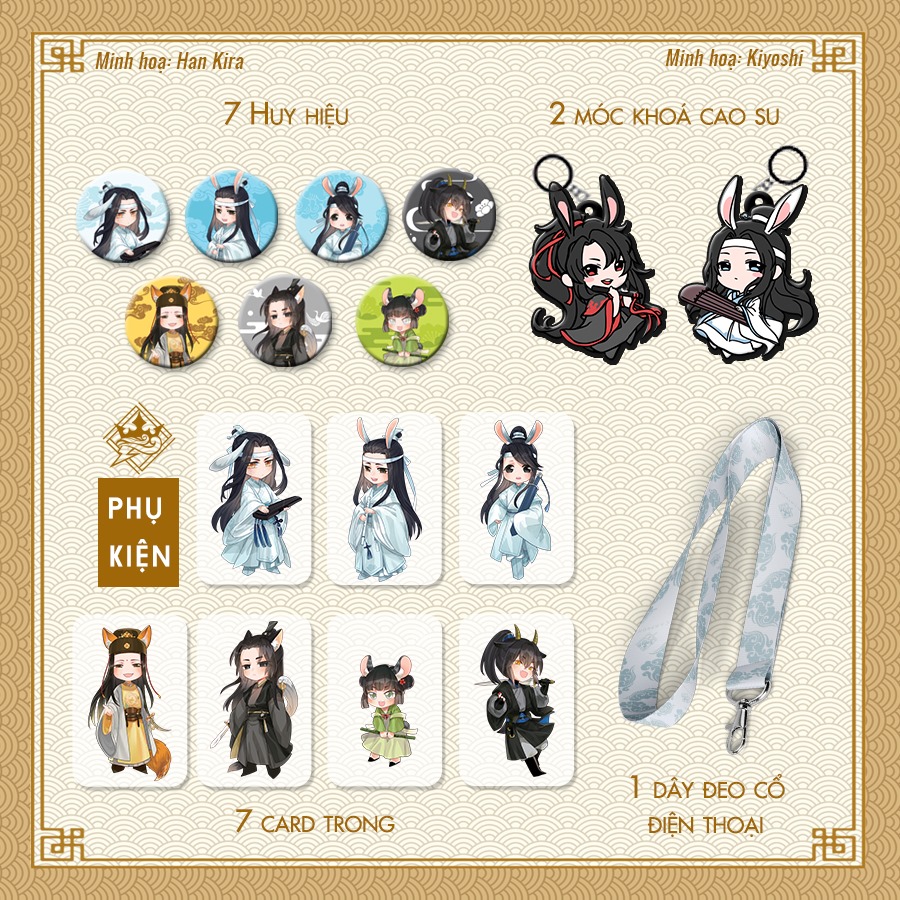 Minh hoạ: Han Kira
Minh hoạ: Kiyoshi
7 HUY HIỆU
2 MÓC KHOÁ CAO SU
PHỤ
KIỆN
7 CARD TRONG
1 DÂY ĐEO CỔ
ĐIỆN THOẠI